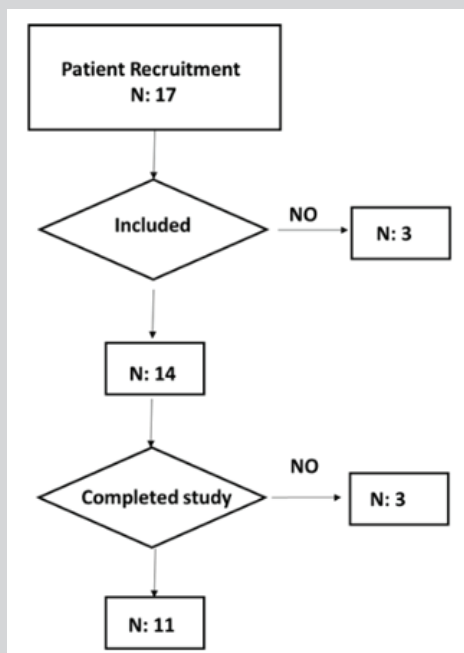 Patient Recruitment
N: 17
Included
NO
N: 3
N: 14
Completed study
NO
N: 3
N: 11